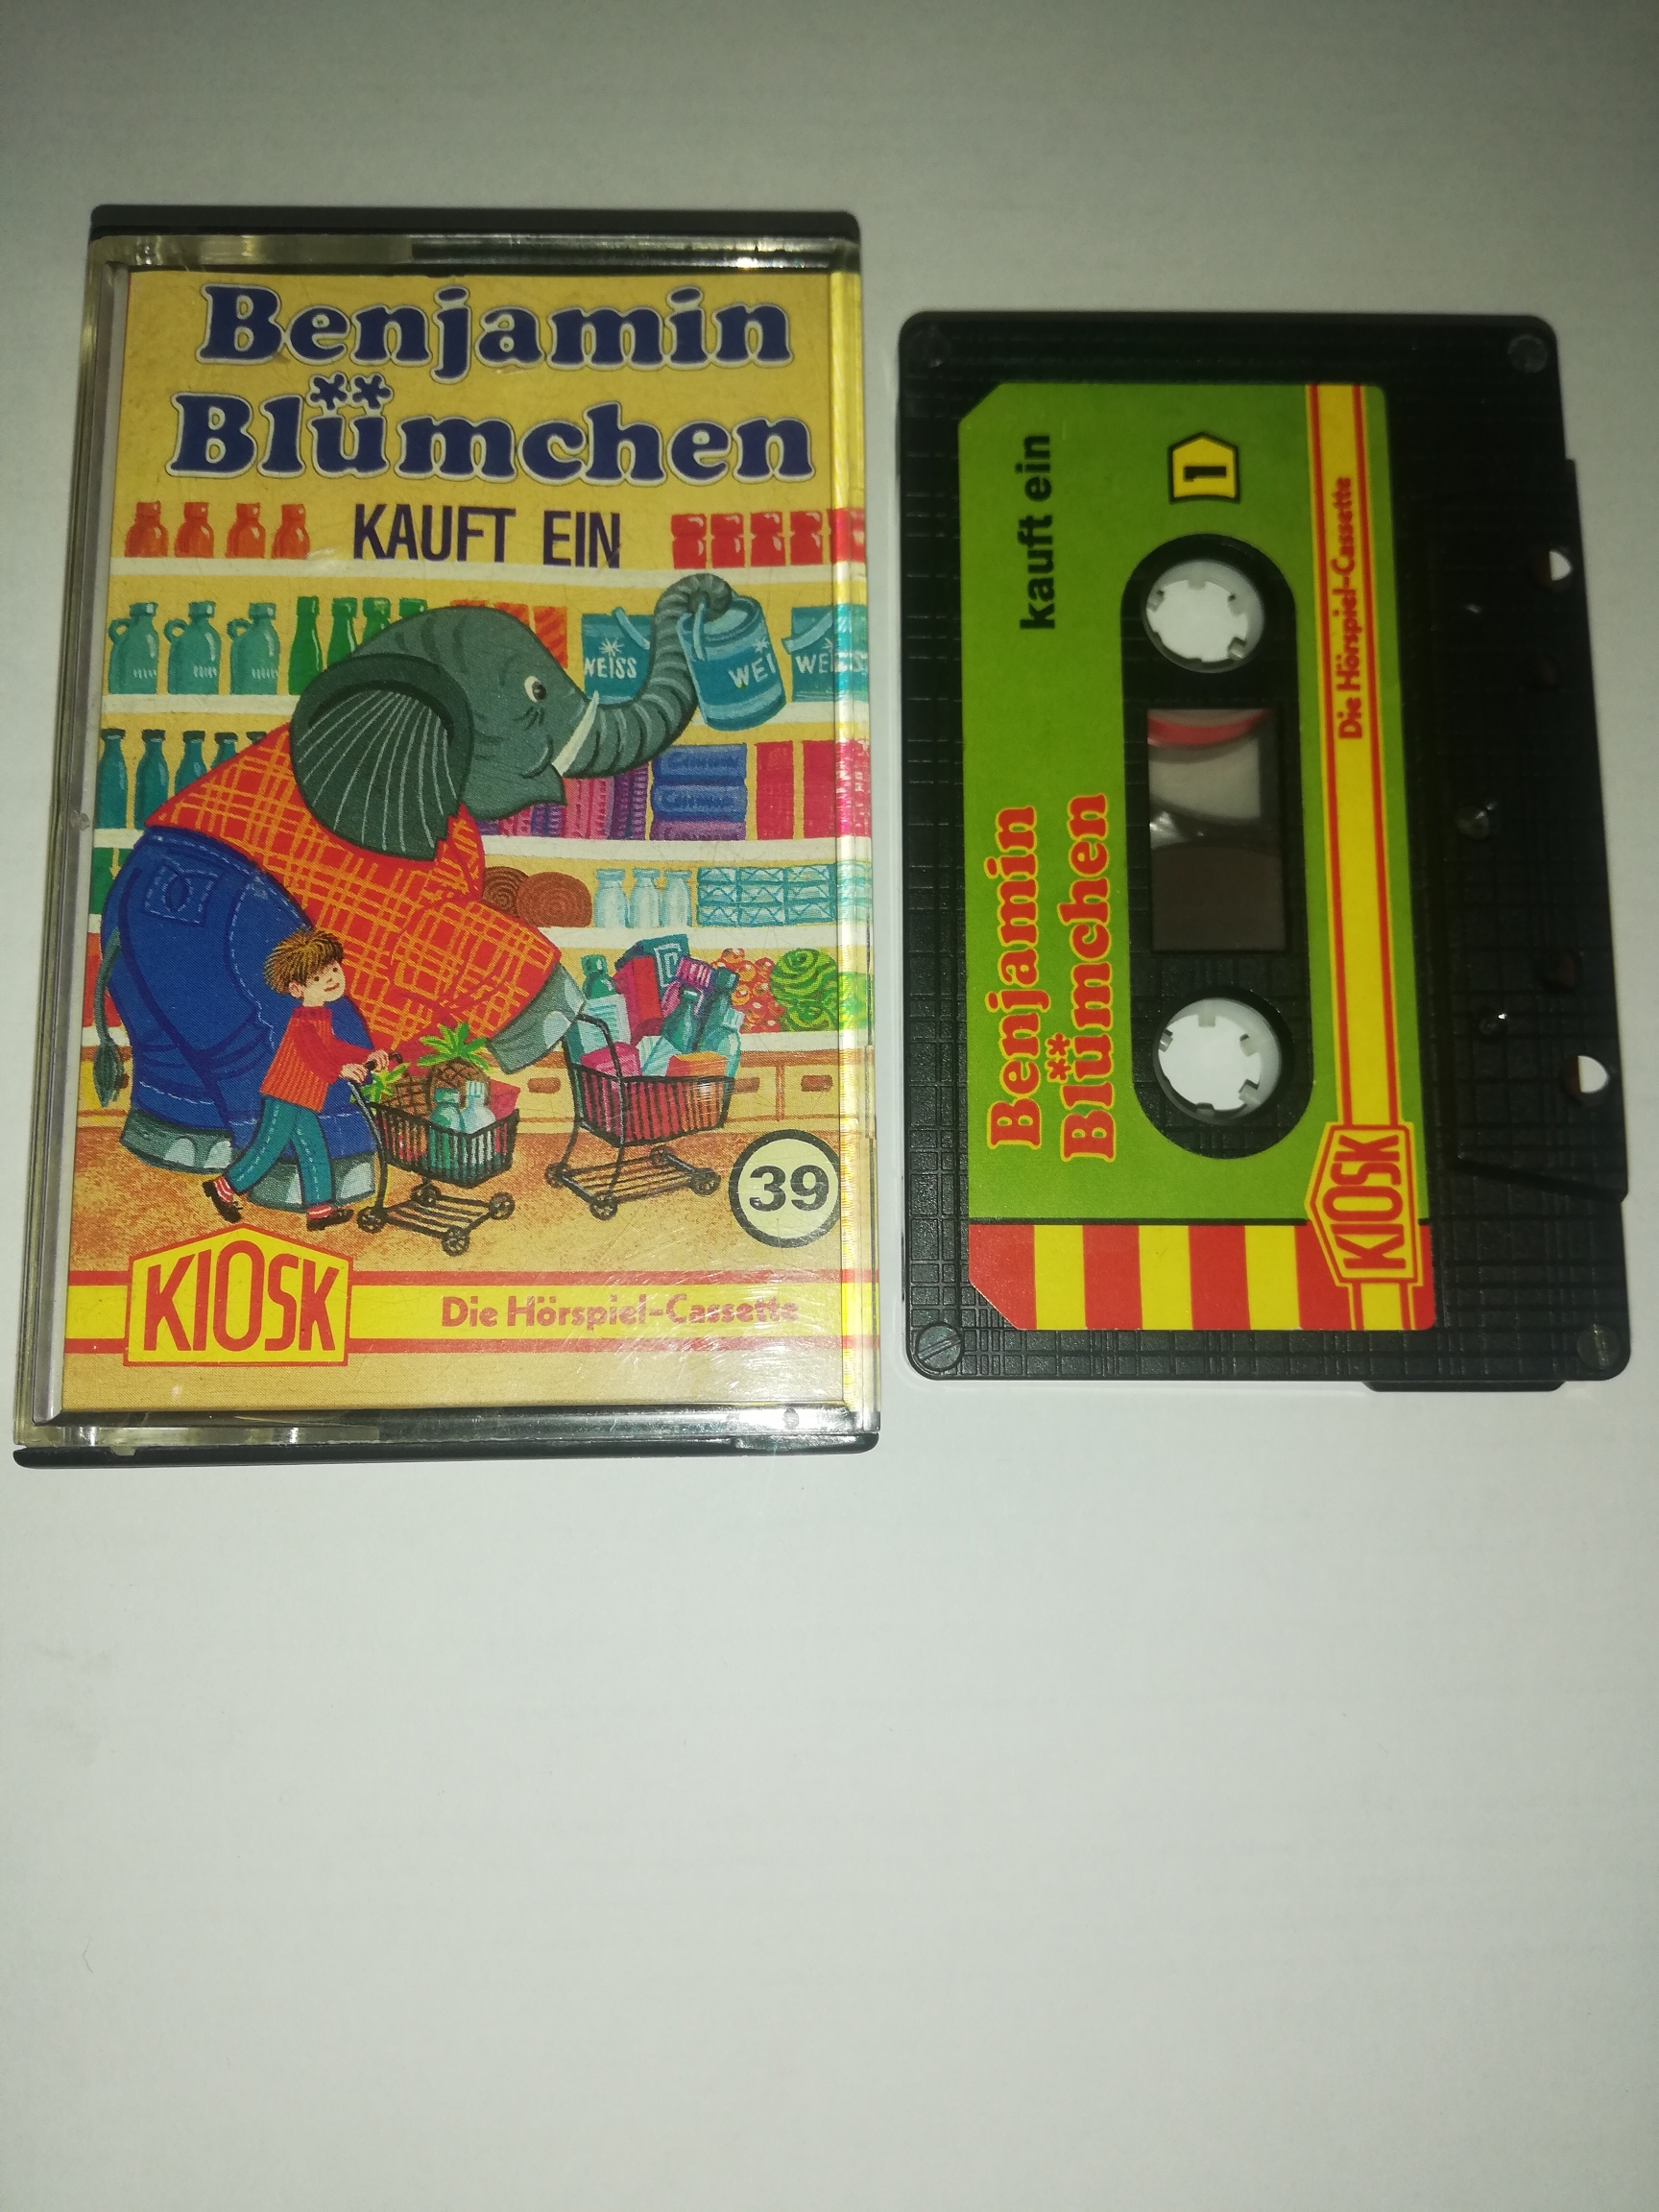 Benjamin
Blümchen
KAUFT EIN
WEISS
WEI
39
KIOSK
Die Hörspiel-Cassette
Benjamin
Blümchen
kauft ein
1
KIOSK
Die Hörspiel-Cassette